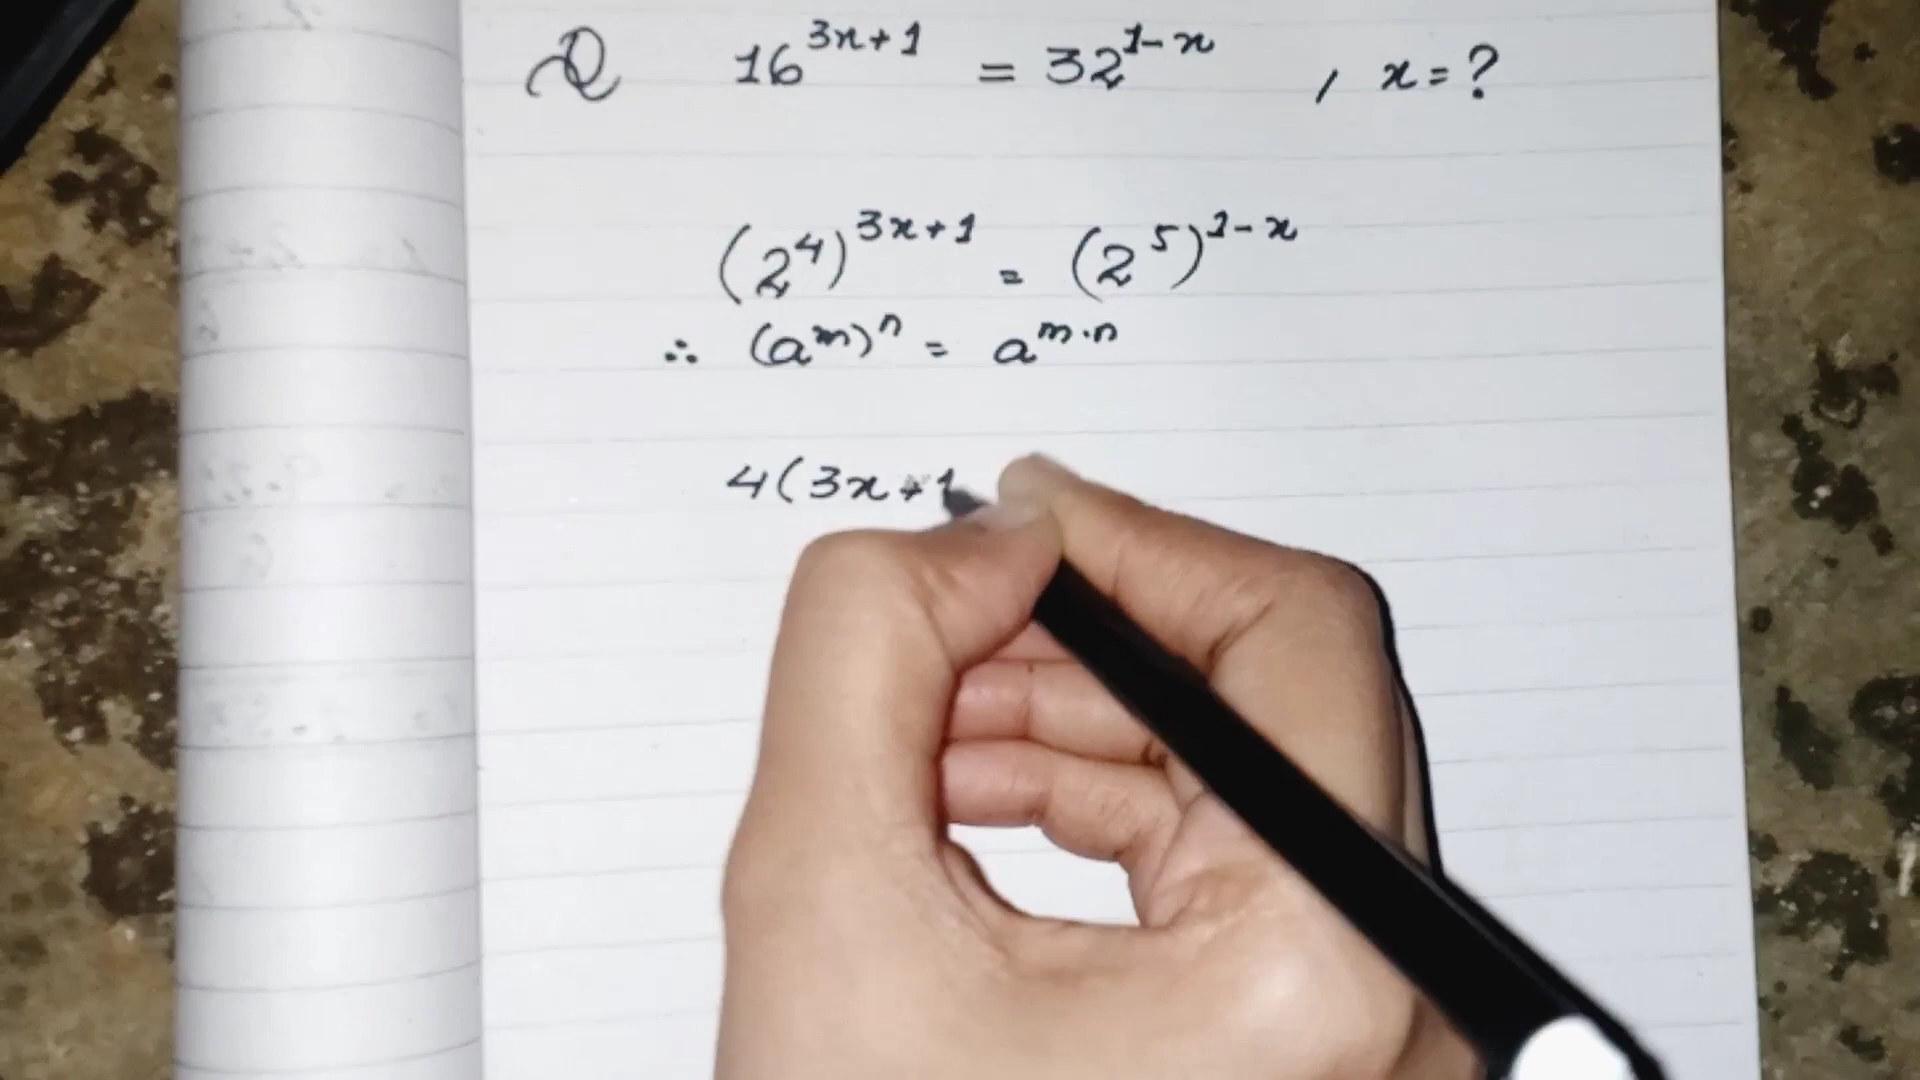 Q 16^{3x+1} = 32^{1-x} , x = ?
(2^4)^{3x+1} = (2^5)^{1-x}
∴ (a^m)^n = a^{m·n}
4(3x+1